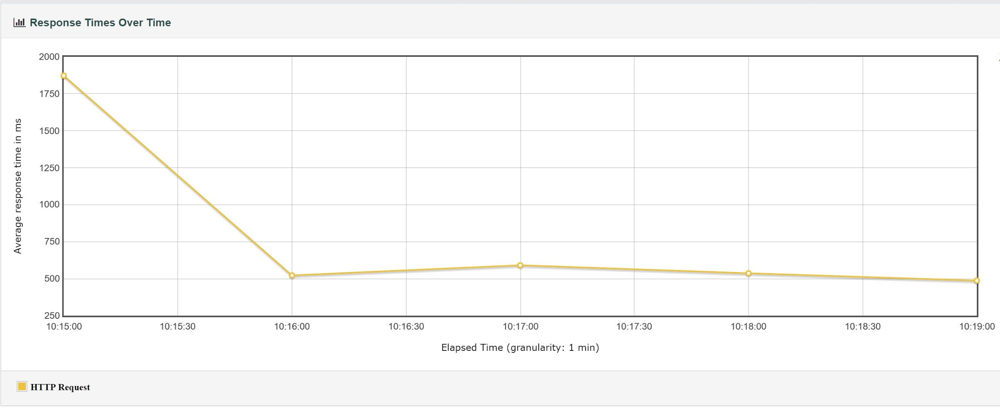 Response Times Over Time
2000
1750
1500
1250
1000
750
500
250
Average response time in ms
10:15:00 10:15:30 10:16:00 10:16:30 10:17:00 10:17:30 10:18:00 10:18:30 10:19:00
Elapsed Time (granularity: 1 min)
HTTP Request